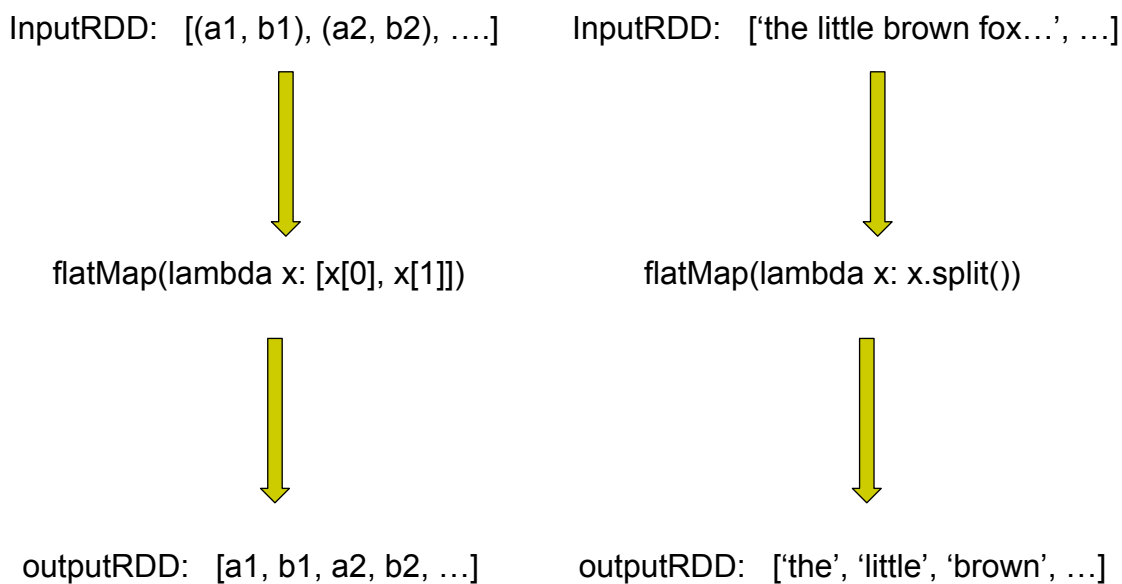 InputRDD: [(a1, b1), (a2, b2), ….]
flatMap(lambda x: [x[0], x[1]])
outputRDD: [a1, b1, a2, b2, …]
InputRDD: [‘the little brown fox…’, …]
flatMap(lambda x: x.split())
outputRDD: [‘the’, ‘little’, ‘brown’, …]